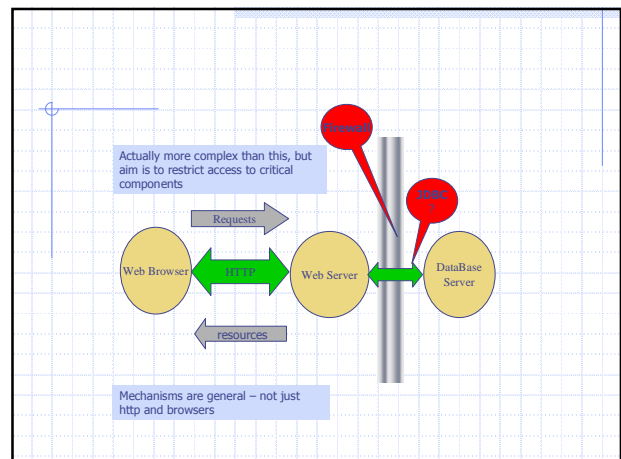 Firewall
Actually more complex than this, but
aim is to restrict access to critical
components
JDBC
?
Requests
Web Browser
HTTP
Web Server
DataBase
Server
resources
Mechanisms are general – not just
http and browsers